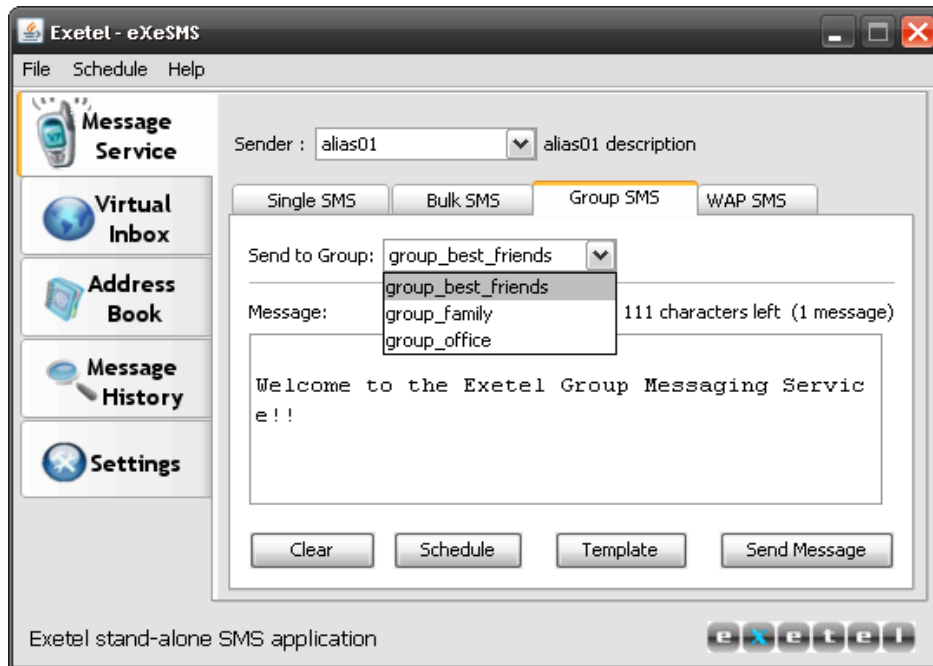 Exetel - eXeSMS
File Schedule Help
Message
Service
Virtual
Inbox
Address
Book
Message
History
Settings
Sender : alias01 alias01 description
Single SMS Bulk SMS Group SMS WAP SMS
Send to Group: group_best_friends
group_best_friends
group_family
group_office
Message: 111 characters left (1 message)
Welcome to the Exetel Group Messaging Servic
e!!
Clear Schedule Template Send Message
Exetel stand-alone SMS application
exetel